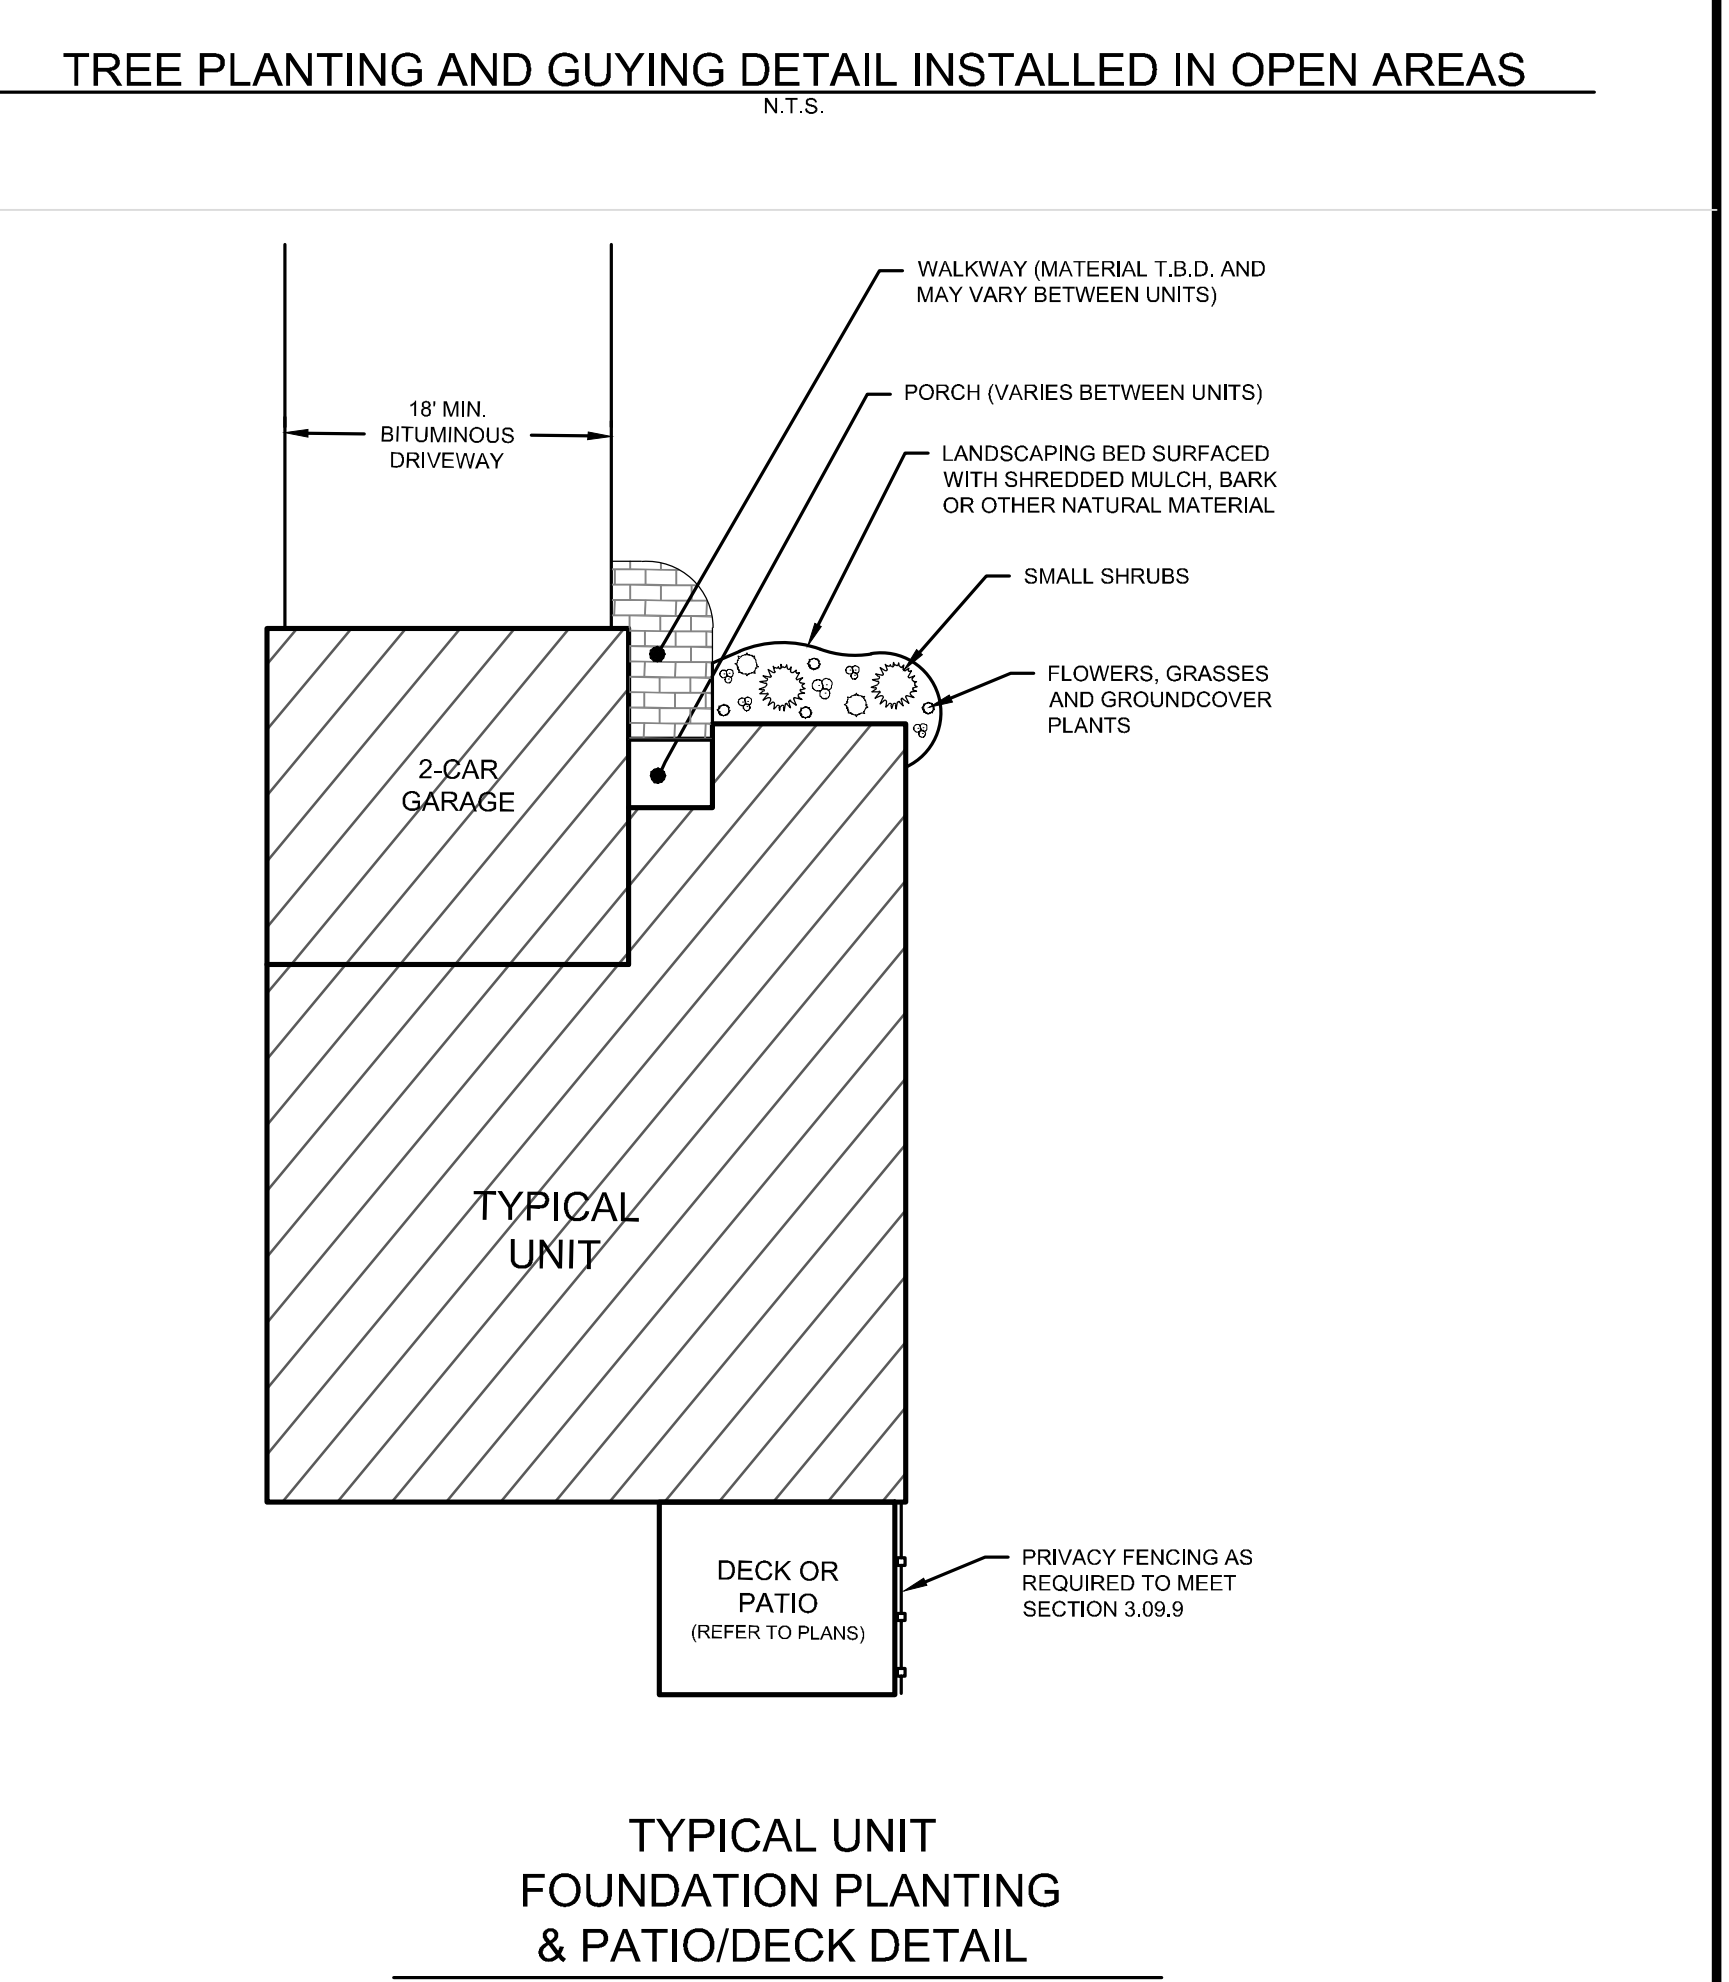 TREE PLANTING AND GUYING DETAIL INSTALLED IN OPEN AREAS
N.T.S.
WALKWAY (MATERIAL T.B.D. AND
MAY VARY BETWEEN UNITS)
PORCH (VARIES BETWEEN UNITS)
18' MIN.
BITUMINOUS
DRIVEWAY
LANDSCAPING BED SURFACED
WITH SHREDDED MULCH, BARK
OR OTHER NATURAL MATERIAL
SMALL SHRUBS
FLOWERS, GRASSES
AND GROUNDCOVER
PLANTS
2-CAR
GARAGE
TYPICAL
UNIT
DECK OR
PATIO
(REFER TO PLANS)
PRIVACY FENCING AS
REQUIRED TO MEET
SECTION 3.09.9
TYPICAL UNIT
FOUNDATION PLANTING
& PATIO/DECK DETAIL